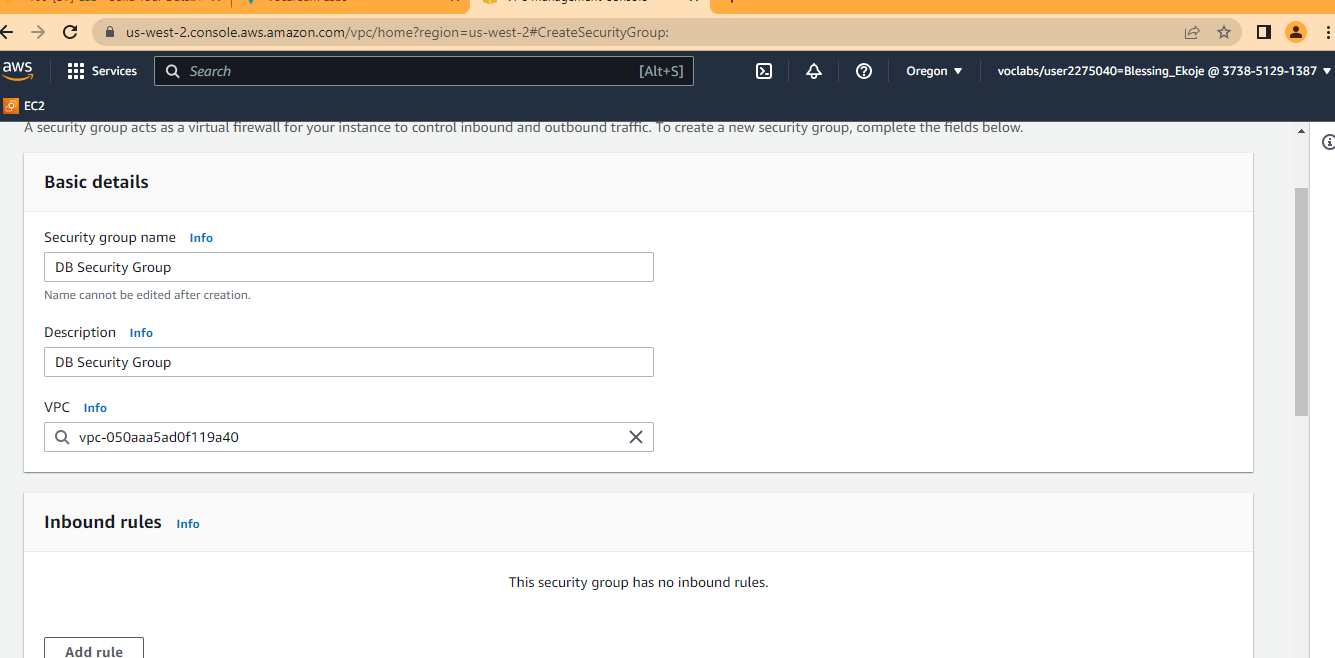 us-west-2.console.aws.amazon.com/vpc/home?region=us-west-2#CreateSecurityGroup:
aws Services Search [Alt+S] Oregon voclabs/user2275040=Blessing_Ekoje @ 3738-5129-1387
EC2
A security group acts as a virtual firewall for your instance to control inbound and outbound traffic. To create a new security group, complete the fields below.
Basic details
Security group name Info
DB Security Group
Name cannot be edited after creation.
Description Info
DB Security Group
VPC Info
vpc-050aaa5ad0f119a40
Inbound rules Info
This security group has no inbound rules.
Add rule